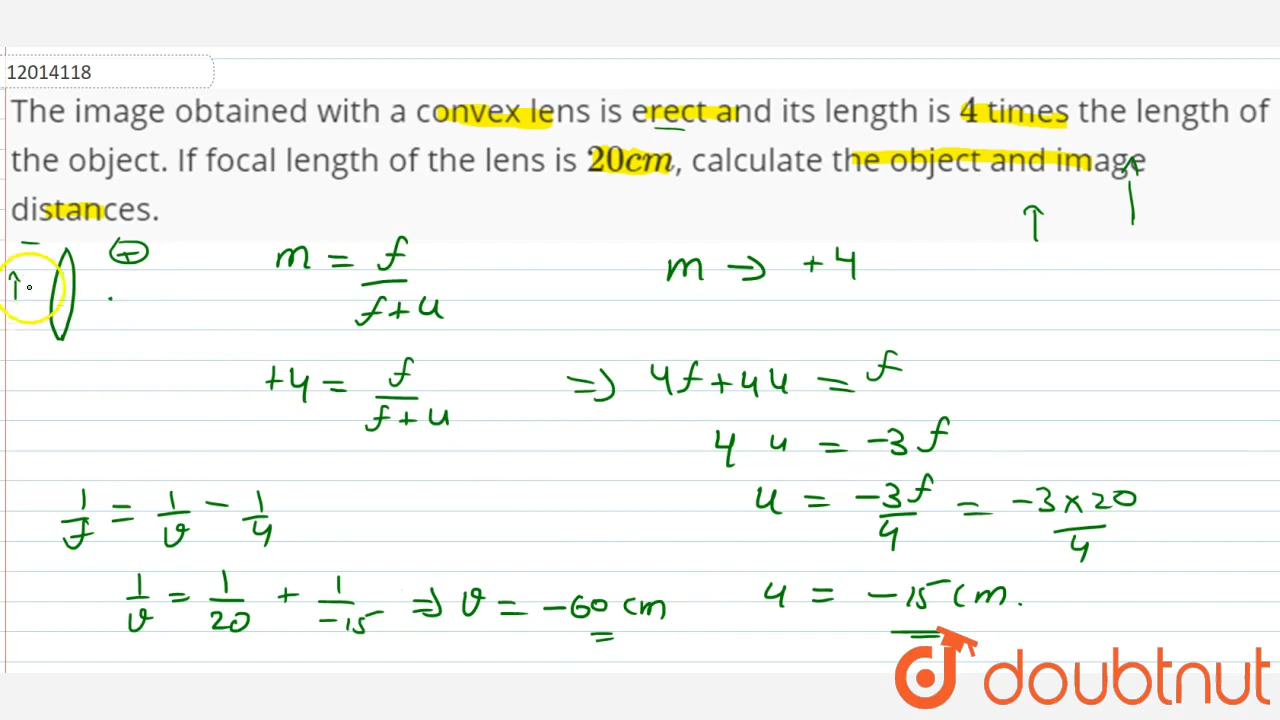 12014118
The image obtained with a convex lens is erect and its length is 4 times the length of
the object. If focal length of the lens is 20cm, calculate the object and image
distances.
− +
m = f/(f+u)
m → +4
+4 = f/(f+u) ⇒ 4f+4u = f
4 u = -3f
u = -3f/4 = -3×20/4
1/f = 1/v - 1/u
1/v = 1/20 + 1/-15 ⇒ v = -60 cm
u = -15 cm.
doubtnut